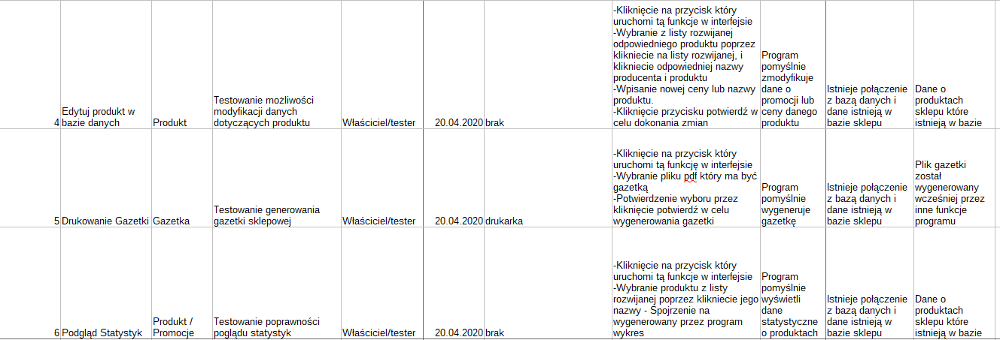 4
Edytuj produkt w
bazie danych
Produkt
Testowanie możliwości
modyfikacji danych
dotyczących produktu
Właściciel/tester
20.04.2020
brak
-Kliknięcie na przycisk który
uruchomi tą funkcje w interfejsie
-Wybranie z listy rozwijanej
odpowiedniego produktu poprzez
klikniecie na listy rozwijanej, i
klikniecie odpowiedniej nazwy
producenta i produktu
-Wpisanie nowej ceny lub nazwy
produktu.
-Kliknięcie przycisku potwierdź w
celu dokonania zmian
Program
pomyślnie
zmodyfikuje
dane o
promocji lub
ceny danego
produktu
Istnieje połączenie
z bazą danych i
dane istnieją w
bazie sklepu
Dane o
produktach
sklepu które
istnieją w bazie
5
Drukowanie Gazetki
Gazetka
Testowanie generowania
gazetki sklepowej
Właściciel/tester
20.04.2020
drukarka
-Kliknięcie na przycisk który
uruchomi tą funkcję w interfejsie
-Wybranie pliku pdf który ma być
gazetką
-Potwierdzenie wyboru przez
kliknięcie potwierdź w celu
wygenerowania gazetki
Program
pomyślnie
wygeneruje
gazetkę
Istnieje połączenie
z bazą danych i
dane istnieją w
bazie sklepu
Plik gazetki
został
wygenerowany
wcześniej przez
inne funkcje
programu
6
Podgląd Statystyk
Produkt /
Promocje
Testowanie poprawności
poglądu statystyk
Właściciel/tester
20.04.2020
brak
-Kliknięcie na przycisk który
uruchomi tą funkcje w interfejsie
-Wybranie produktu z listy
rozwijanej poprzez klikniecie jego
nazwy - Spojrzenie na
wygenerowany przez program
wykres
Program
pomyślnie
wyświetli
dane
statystyczne
o produktach
Istnieje połączenie
z bazą danych i
dane istnieją w
bazie sklepu
Dane o
produktach
sklepu które
istnieją w bazie